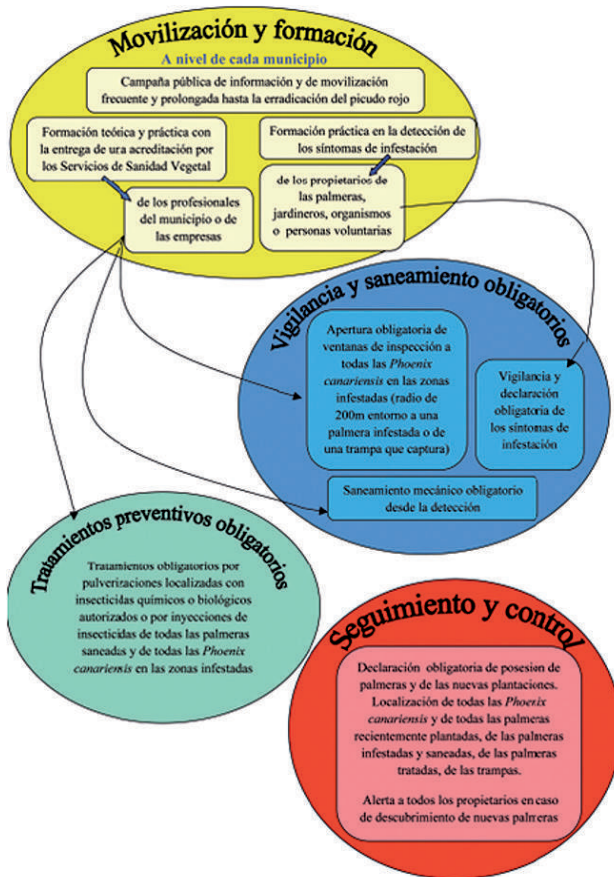 Movilización y formación
A nivel de cada municipio
Campaña pública de información y de movilización
frecuente y prolongada hasta la erradicación del picudo rojo
Formación teórica y práctica con
la entrega de ura acreditación por
los Servicios de Sanidad Vegetal
Formación práctica en la detección de
los síntomas de infestación
de los profesionales
del municipio o de
las empresas
de los propietarios de
las palmeras,
jardineros, organismos
o personas voluntarias
Vigilancia y saneamiento obligatorios
Apertura obligatoria de
ventanas de inspección a
todas las Phoenix
canariensis en las zonas
infestadas (radio de
200m entorno a una
palmera infestada o de
una trampa que captura)
Vigilancia y
declaración
obligatoria de
los síntomas de
infestación
Saneamiento mecánico obligatorio
desde la detección
Tratamientos preventivos obligatorios
Tratamientos obligatorios por
pulverizaciones localizadas con
insecticidas químicos o biológicos
autorizados o por inyecciones de
insecticidas de todas las palmeras
saneadas y de todas las Phoenix
canariensis en las zonas infestadas
Seguimiento y control
Declaración obligatoria de posesion de
palmeras y de las nuevas plantaciones.
Localización de todas las Phoenix
canariensis y de todas las palmeras
recientemente plantadas, de las palmeras
infestadas y saneadas, de las palmeras
tratadas, de las trampas.
Alerta a todos los propietarios en caso
de descubrimiento de nuevas palmreras